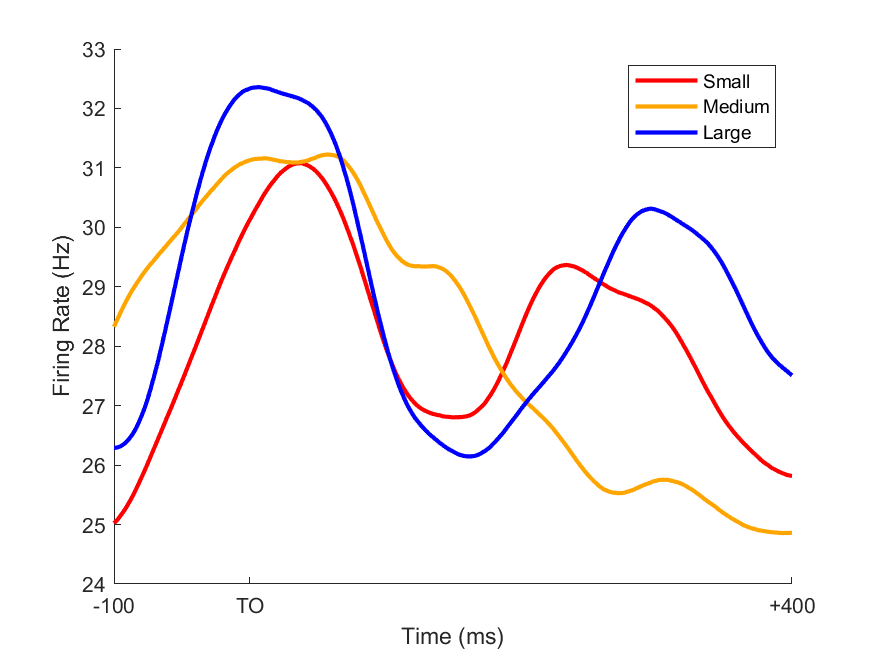 33
32
31
30
29
28
27
26
25
24
Firing Rate (Hz)
Small
Medium
Large
-100
TO
+400
Time (ms)